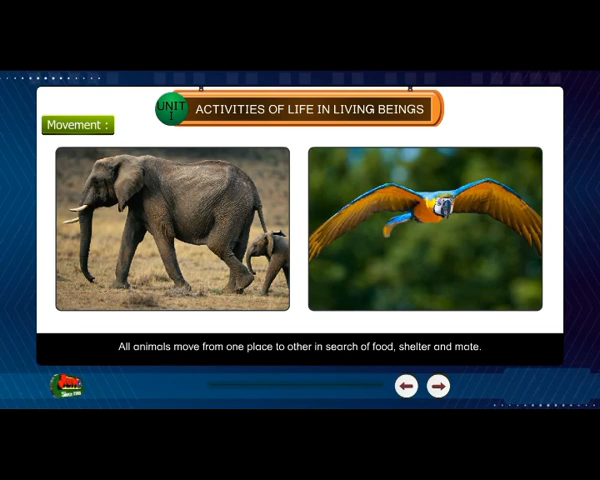 UNIT
I
ACTIVITIES OF LIFE IN LIVING BEINGS
Movement :
All animals move from one place to other in search of food, shelter and mate.